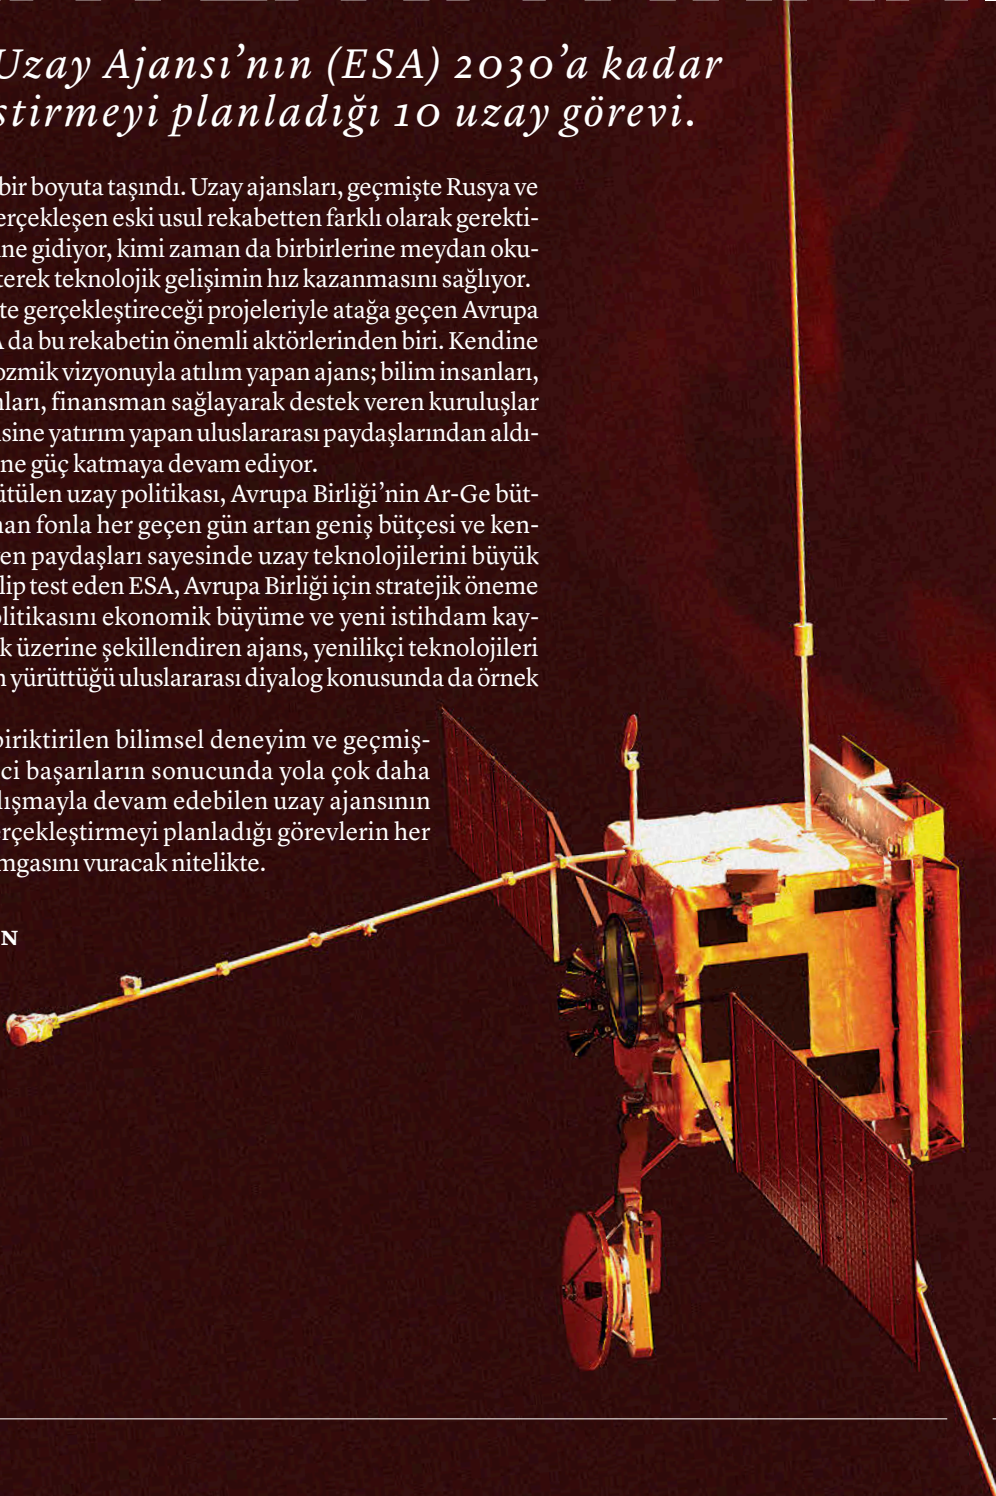 Uzay Ajansı’nın (ESA) 2030’a kadar
ştirmeyi planladığı 10 uzay görevi.
bir boyuta taşındı. Uzay ajansları, geçmişte Rusya ve
erçekleşen eski usul rekabetten farklı olarak gerekti-
ine gidiyor, kimi zaman da birbirlerine meydan oku-
terek teknolojik gelişimin hız kazanmasını sağlıyor.
te gerçekleştireceği projeleriyle atağa geçen Avrupa
A da bu rekabetin önemli aktörlerinden biri. Kendine
ozmik vizyonuyla atılım yapan ajans; bilim insanları,
nları, finansman sağlayarak destek veren kuruluşlar
isine yatırım yapan uluslararası paydaşlarından aldı-
ne güç katmaya devam ediyor.
ütülen uzay politikası, Avrupa Birliği’nin Ar-Ge büt-
nan fonla her geçen gün artan geniş bütçesi ve ken-
en paydaşları sayesinde uzay teknolojilerini büyük
lip test eden ESA, Avrupa Birliği için stratejik öneme
olitikasını ekonomik büyüme ve yeni istihdam kay-
k üzerine şekillendiren ajans, yenilikçi teknolojileri
n yürüttüğü uluslararası diyalog konusunda da örnek
biriktirilen bilimsel deneyim ve geçmiş-
ci başarıların sonucunda yola çok daha
lışmayla devam edebilen uzay ajansının
erçekleştirmeyi planladığı görevlerin her
mgasını vuracak nitelikte.
N